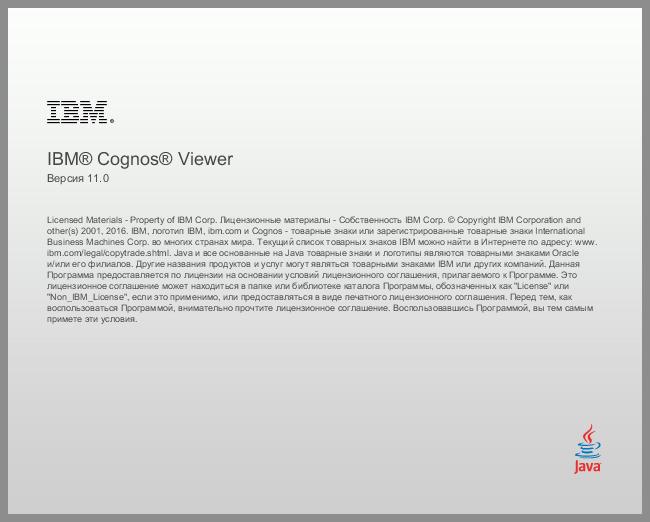 IBM®
IBM® Cognos® Viewer
Версия 11.0
Licensed Materials - Property of IBM Corp. Лицензионные материалы - Собственность IBM Corp. © Copyright IBM Corporation and
other(s) 2001, 2016. IBM, логотип IBM, ibm.com и Cognos - товарные знаки или зарегистрированные товарные знаки International
Business Machines Corp. во многих странах мира. Текущий список товарных знаков IBM можно найти в Интернете по адресу: www.
ibm.com/legal/copytrade.shtml. Java и все основанные на Java товарные знаки и логотипы являются товарными знаками Oracle
и/или его филиалов. Другие названия продуктов и услуг могут являться товарными знаками IBM или других компаний. Данная
Программа предоставляется по лицензии на основании условий лицензионного соглашения, прилагаемого к Программе. Это
лицензионное соглашение может находиться в папке или библиотеке каталога Программы, обозначенных как "License" или
"Non_IBM_License", если это применимо, или предоставляться в виде печатного лицензионного соглашения. Перед тем, как
воспользоваться Программой, внимательно прочтите лицензионное соглашение. Воспользовавшись Программой, вы тем самым
примете эти условия.
Java